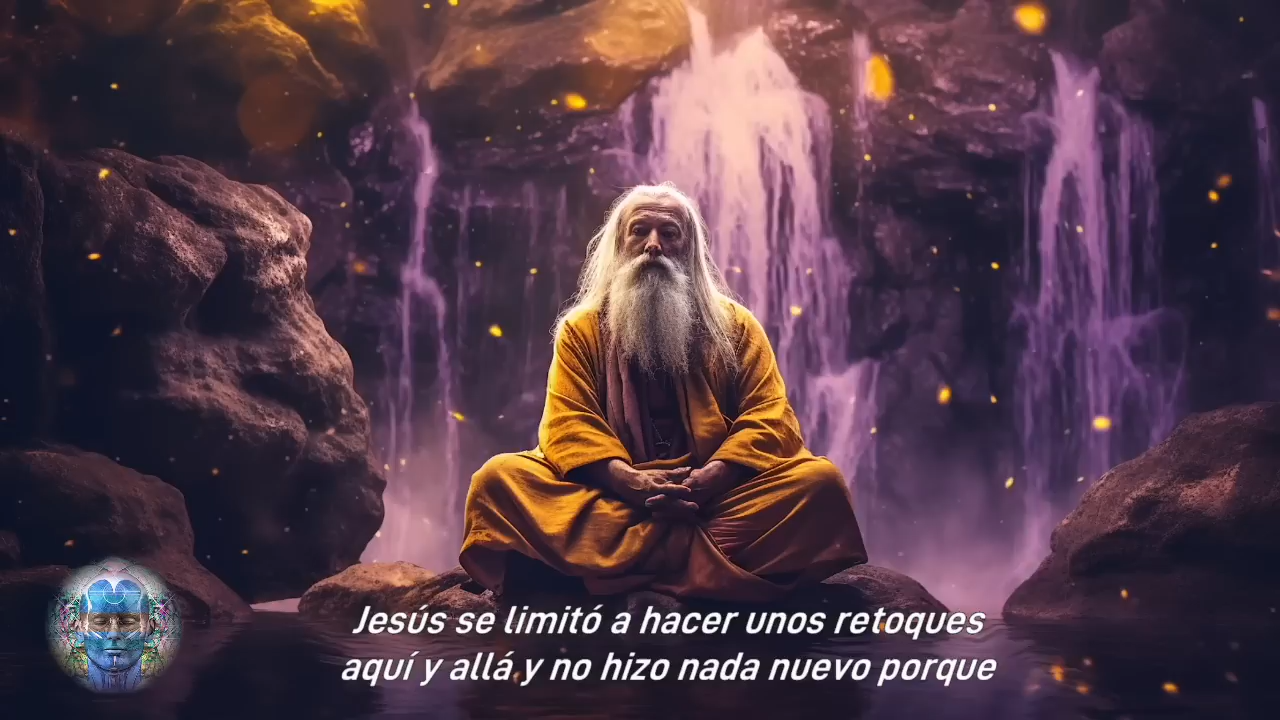 Jesús se limitó a hacer unos retoques
aquí y allá y no hizo nada nuevo porque